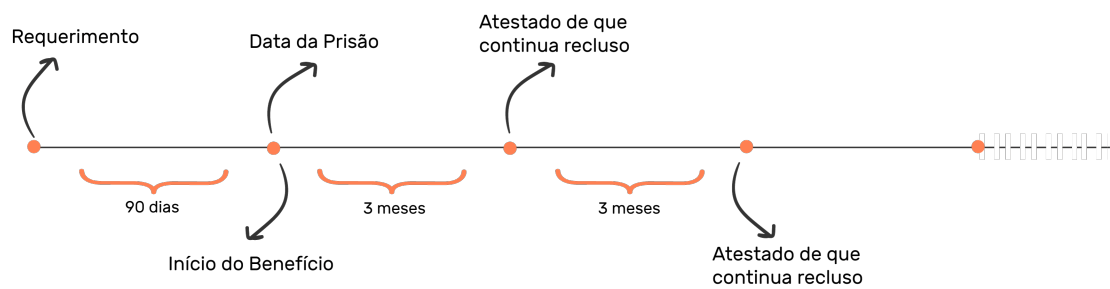 Requerimento
Data da Prisão
Atestado de que
continua recluso
90 dias
3 meses
3 meses
Início do Benefício
Atestado de que
continua recluso